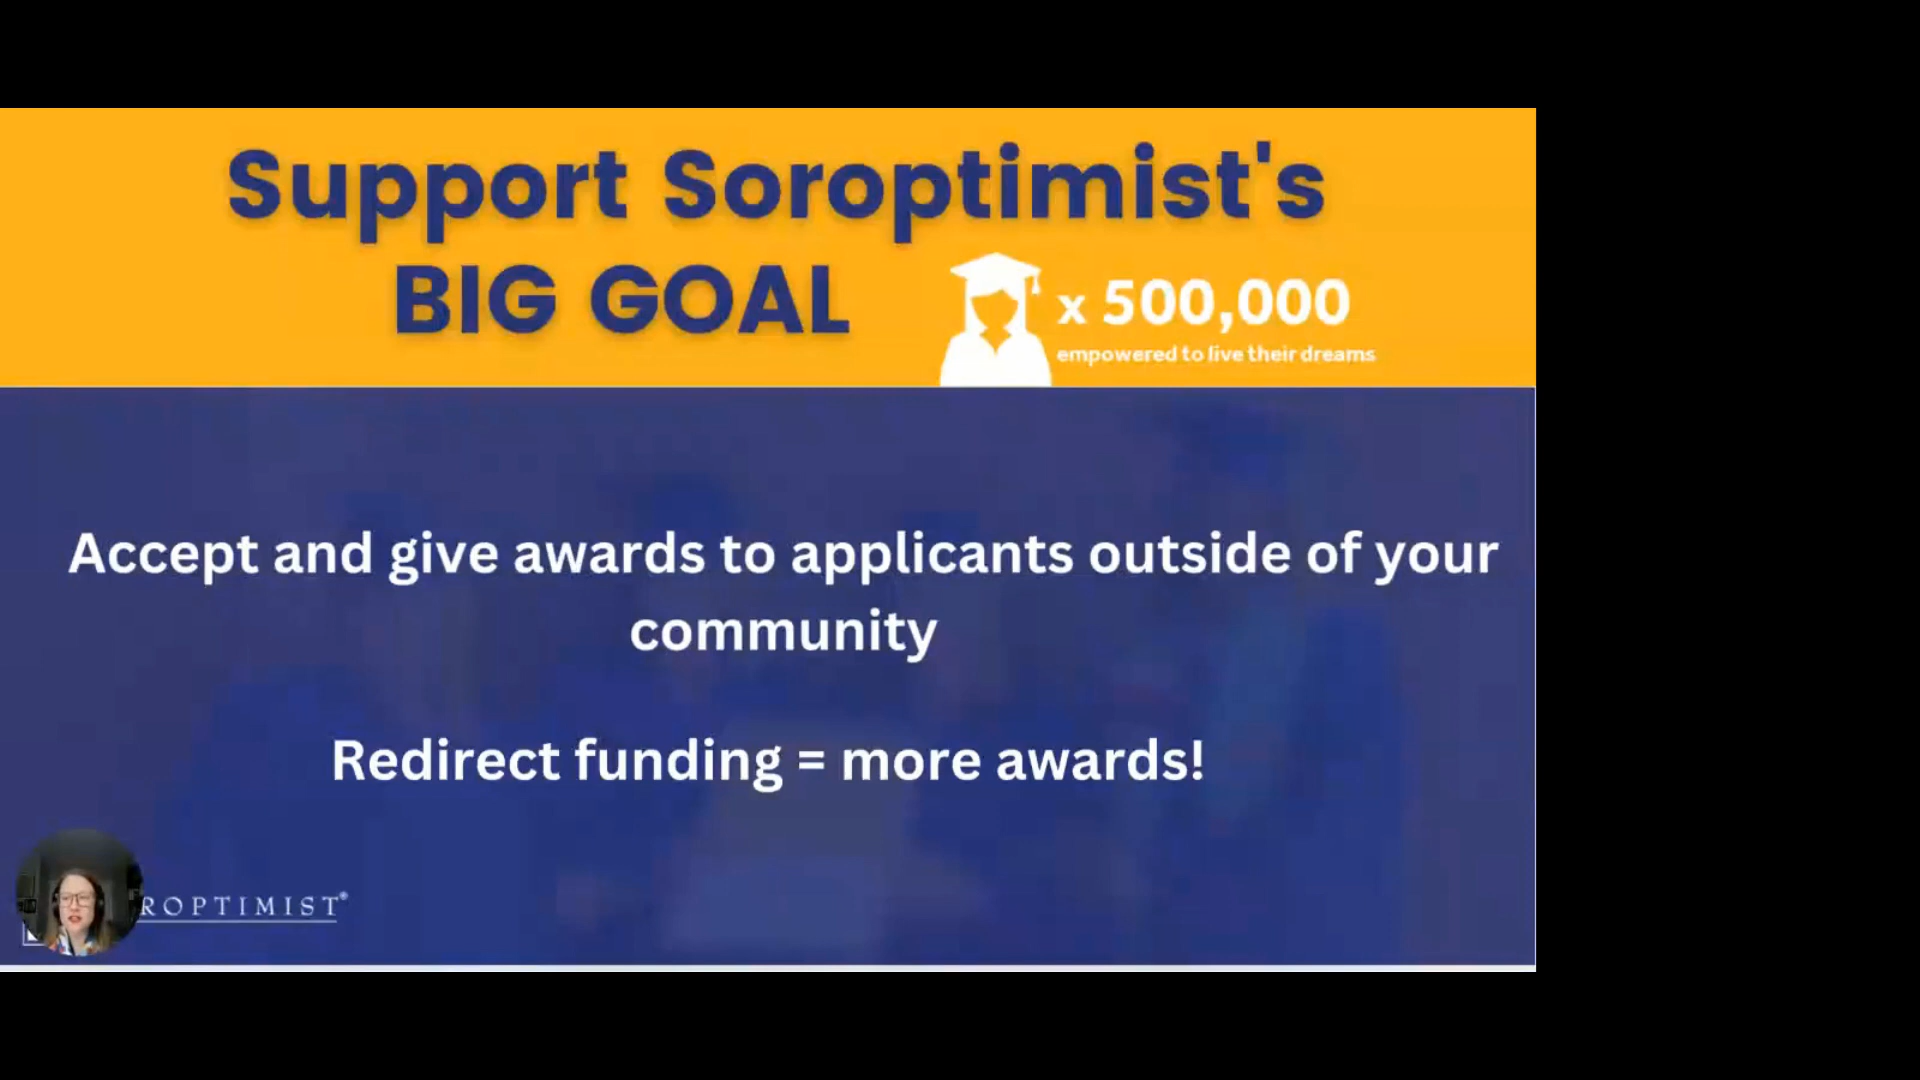 Support Soroptimist's
BIG GOAL
x 500,000
empowered to live their dreams
Accept and give awards to applicants outside of your
community
Redirect funding = more awards!
ROPTIMIST®